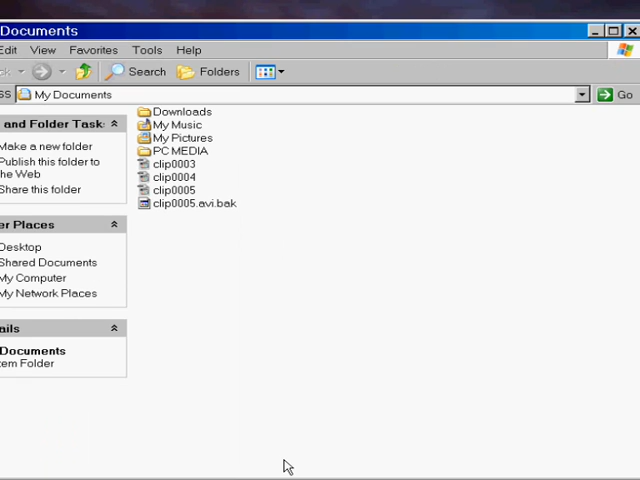 Documents
Edit View Favorites Tools Help
Search Folders
My Documents Go
and Folder Tasks
Make a new folder
Publish this folder to
the Web
Share this folder
er Places
Desktop
Shared Documents
My Computer
My Network Places
ails
Documents
tem Folder
Downloads
My Music
My Pictures
PC MEDIA
clip0003
clip0004
clip0005
clip0005.avi.bak